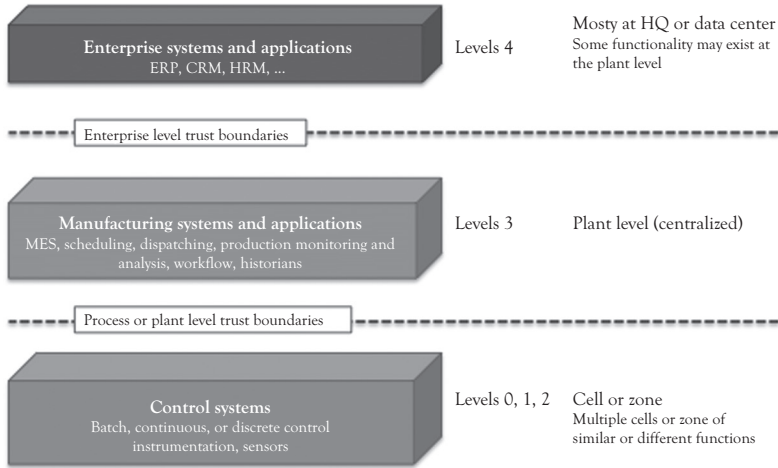 Enterprise systems and applications
ERP, CRM, HRM, ...
Levels 4
Mosty at HQ or data center
Some functionality may exist at
the plant level
Enterprise level trust boundaries
Manufacturing systems and applications
MES, scheduling, dispatching, production monitoring and
analysis, workflow, historians
Levels 3
Plant level (centralized)
Process or plant level trust boundaries
Control systems
Batch, continuous, or discrete control
instrumentation, sensors
Levels 0, 1, 2
Cell or zone
Multiple cells or zone of
similar or different functions